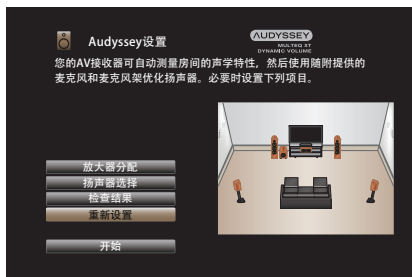 Audyssey设置
AUDYSSEY
MULTEQ XT
DYNAMIC VOLUME
您的AV接收器可自动测量房间的声学特性，然后使用随附提供的
麦克风和麦克风架优化扬声器。必要时设置下列项目。
放大器分配
扬声器选择
检查结果
重新设置
开始